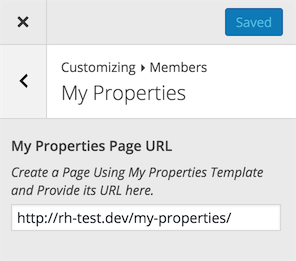 Saved
Customizing ▸ Members
My Properties
My Properties Page URL
Create a Page Using My Properties Template
and Provide its URL here.
http://rh-test.dev/my-properties/